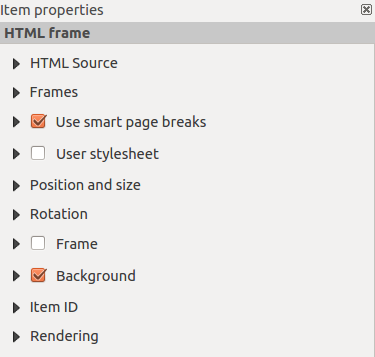 Item properties
HTML frame
HTML Source
Frames
Use smart page breaks
User stylesheet
Position and size
Rotation
Frame
Background
Item ID
Rendering